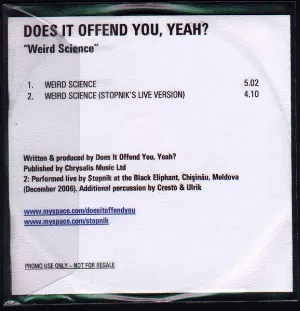 DOES IT OFFEND YOU, YEAH?
"Weird Science"
1. WEIRD SCIENCE 5.02
2. WEIRD SCIENCE (STOPNIK'S LIVE VERSION) 4.10
Written & produced by Does It Offend You, Yeah?
Published by Chrysalis Music Ltd
2: Performed live by Stopnik at the Black Eliphant, Chişinău, Moldova
(December 2006). Additional percussion by Crestò & Ulrik
www.myspace.com/doesitoffendyou
www.myspace.com/stopnik
PROMO USE ONLY – NOT FOR RESALE